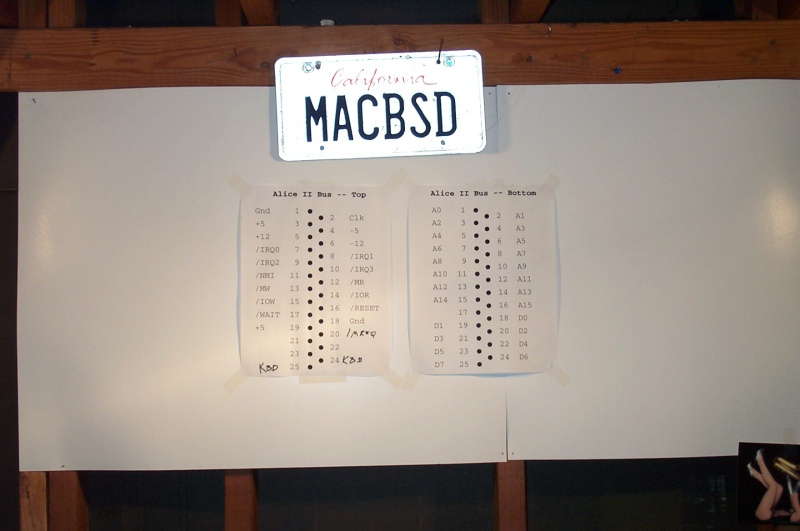 California
MACBSD
Alice II Bus -- Top
Gnd 1
2 Clk
+5 3
4 -5
+12 5
6 -12
/IRQ0 7
8 /IRQ1
/IRQ2 9
10 /IRQ3
/NMI 11
12 /MR
/MW 13
14 /IOR
/IOW 15
16 /RESET
/WAIT 17
18 Gnd
+5 19
20
21
22
23
24 KBD
KBD 25
Alice II Bus -- Bottom
A0 1
2 A1
A2 3
4 A3
A4 5
6 A5
A6 7
8 A7
A8 9
10 A9
A10 11
12 A11
A12 13
14 A13
A14 15
16 A15
17
18 D0
D1 19
20 D2
D3 21
22 D4
D5 23
24 D6
D7 25